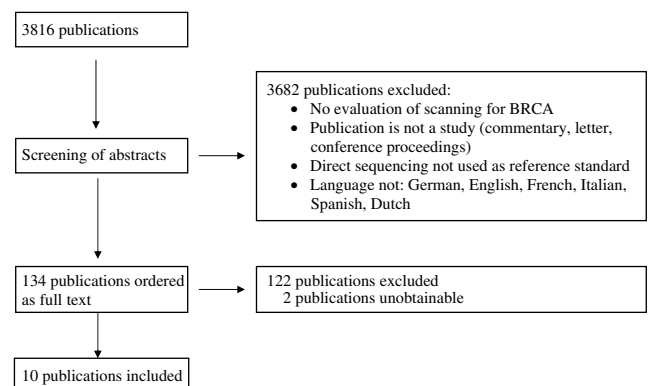 3816 publications
3682 publications excluded:
• No evaluation of scanning for BRCA
• Publication is not a study (commentary, letter,
conference proceedings)
• Direct sequencing not used as reference standard
• Language not: German, English, French, Italian,
Spanish, Dutch
Screening of abstracts
134 publications ordered
as full text
122 publications excluded
2 publications unobtainable
10 publications included